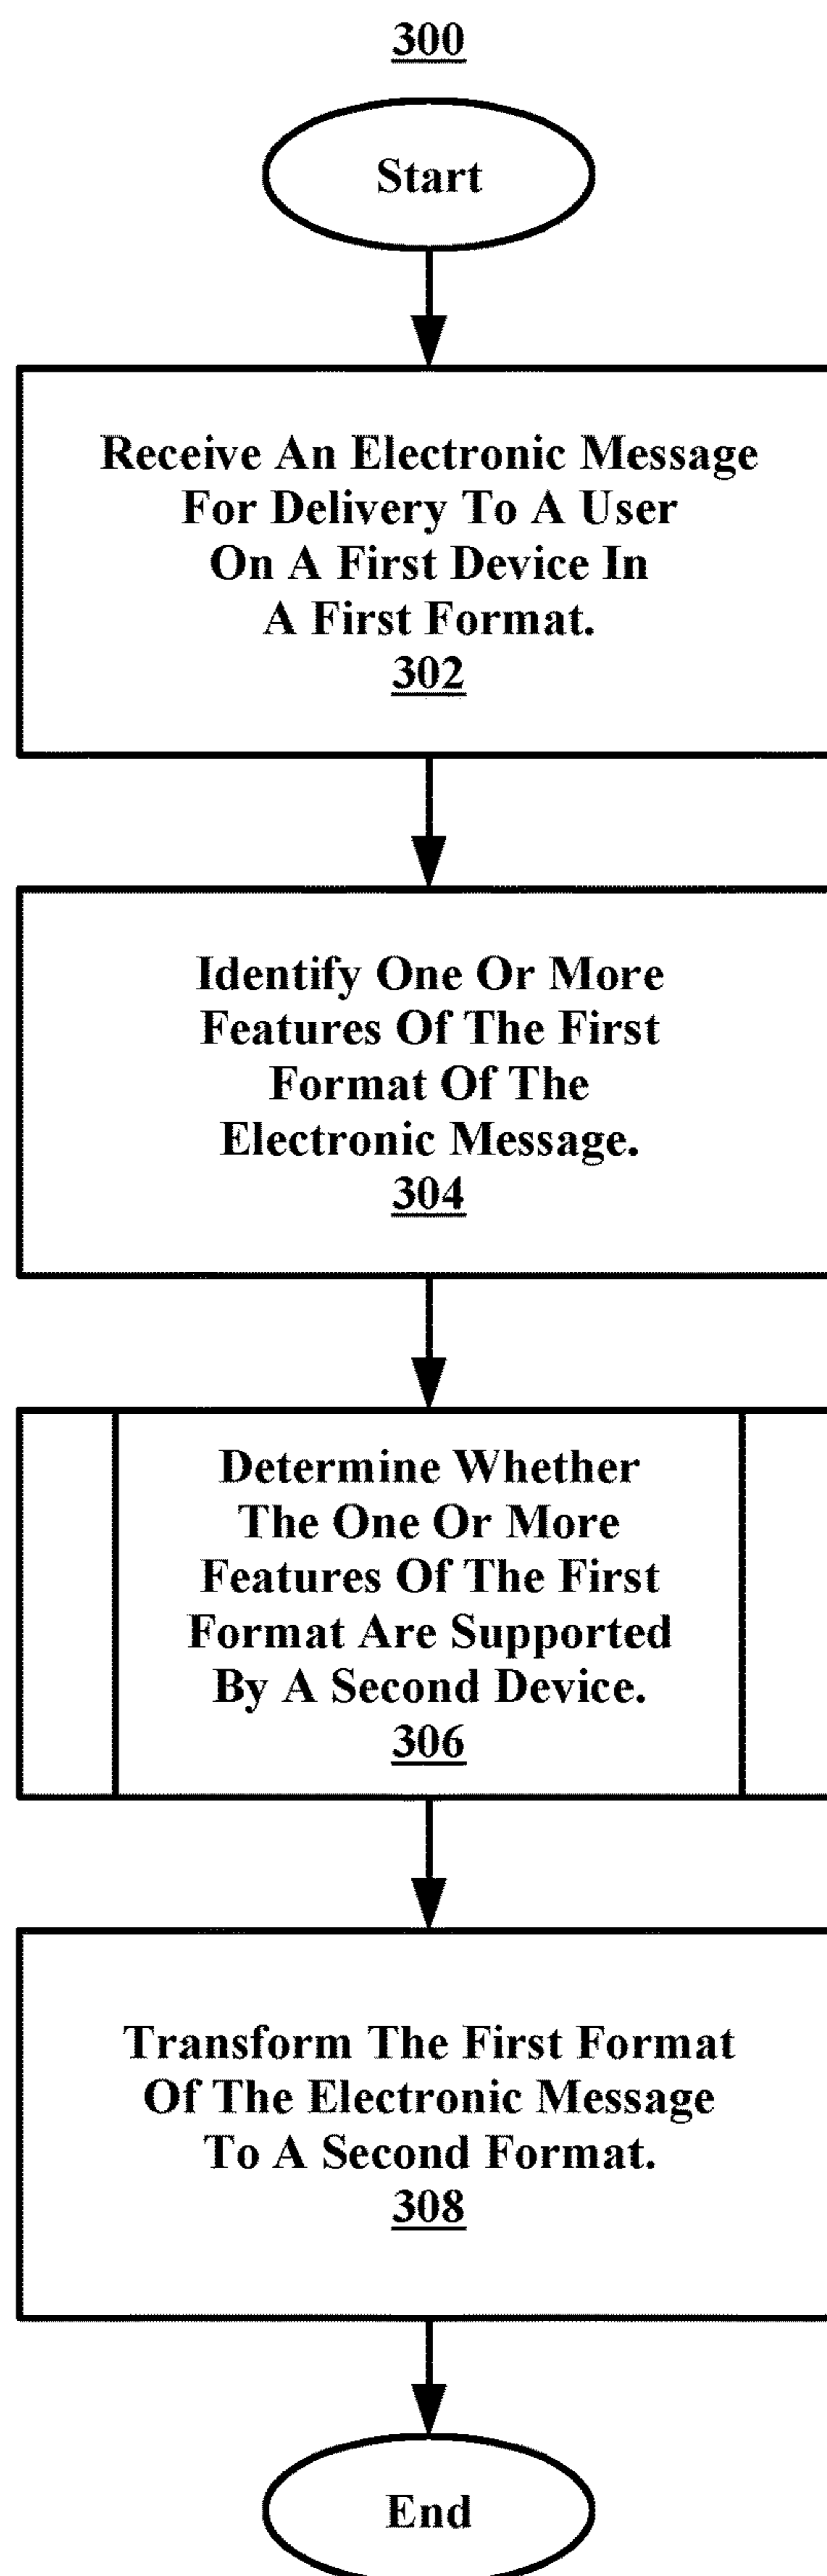 300
Start
Receive An Electronic Message
For Delivery To A User
On A First Device In
A First Format.
302
Identify One Or More
Features Of The First
Format Of The
Electronic Message.
304
Determine Whether
The One Or More
Features Of The First
Format Are Supported
By A Second Device.
306
Transform The First Format
Of The Electronic Message
To A Second Format.
308
End